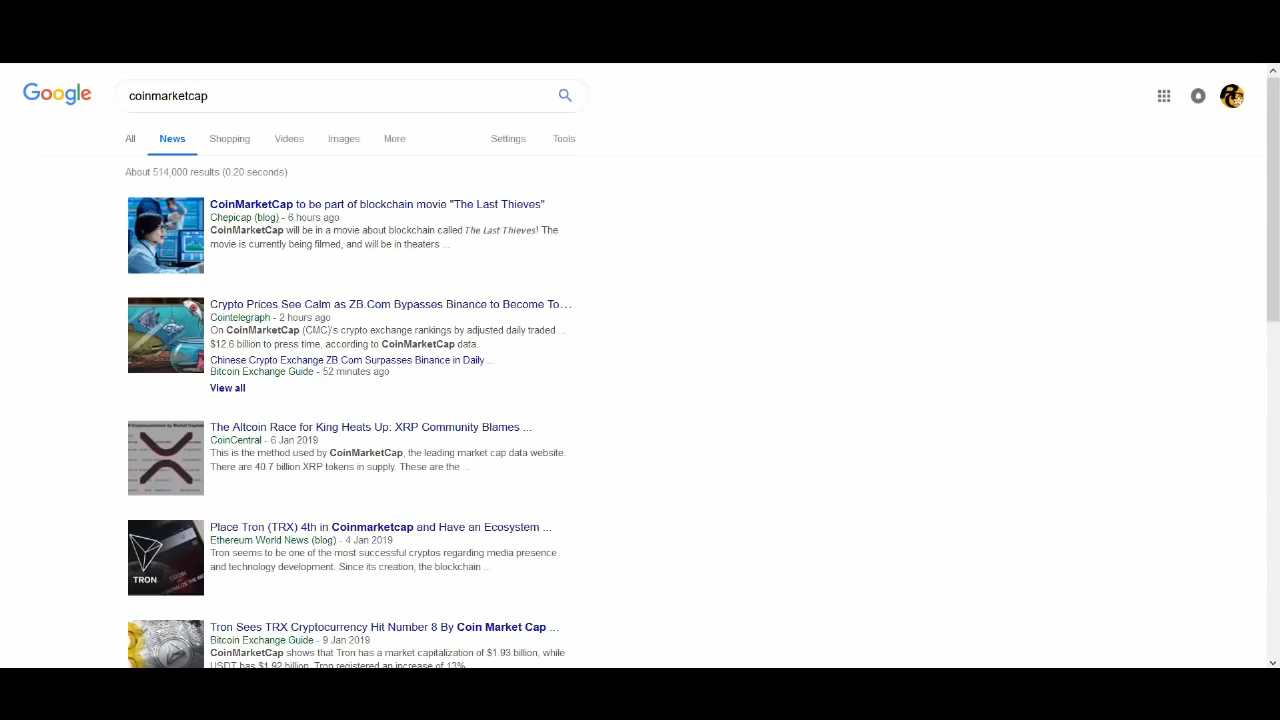 Google
coinmarketcap
All News Shopping Videos Images More Settings Tools
About 514,000 results (0.20 seconds)
CoinMarketCap to be part of blockchain movie "The Last Thieves"
Chepicap (blog) - 6 hours ago
CoinMarketCap will be in a movie about blockchain called The Last Thieves! The
movie is currently being filmed, and will be in theaters ...
Crypto Prices See Calm as ZB.Com Bypasses Binance to Become To...
Cointelegraph - 2 hours ago
On CoinMarketCap (CMC)'s crypto exchange rankings by adjusted daily traded ...
$12.6 billion to press time, according to CoinMarketCap data.
Chinese Crypto Exchange ZB.Com Surpasses Binance in Daily ...
Bitcoin Exchange Guide - 52 minutes ago
View all
The Altcoin Race for King Heats Up: XRP Community Blames ...
CoinCentral - 6 Jan 2019
This is the method used by CoinMarketCap, the leading market cap data website.
There are 40.7 billion XRP tokens in supply. These are the ...
TRON
Place Tron (TRX) 4th in Coinmarketcap and Have an Ecosystem ...
Ethereum World News (blog) - 4 Jan 2019
Tron seems to be one of the most successful cryptos regarding media presence
and technology development. Since its creation, the blockchain ...
Tron Sees TRX Cryptocurrency Hit Number 8 By Coin Market Cap ...
Bitcoin Exchange Guide - 9 Jan 2019
CoinMarketCap shows that Tron has a market capitalization of $1.93 billion, while
USDT has $1.92 billion. Tron registered an increase of 13%